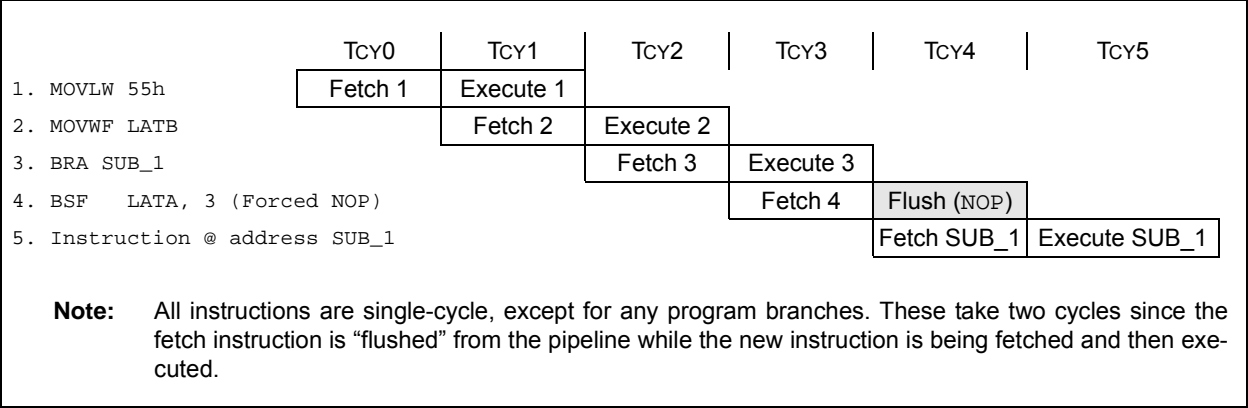 TCY0 TCY1 TCY2 TCY3 TCY4 TCY5
1. MOVLW 55h Fetch 1 Execute 1
2. MOVWF LATB Fetch 2 Execute 2
3. BRA SUB_1 Fetch 3 Execute 3
4. BSF LATA, 3 (Forced NOP) Fetch 4 Flush (NOP)
5. Instruction @ address SUB_1 Fetch SUB_1 Execute SUB_1
Note: All instructions are single-cycle, except for any program branches. These take two cycles since the
fetch instruction is “flushed” from the pipeline while the new instruction is being fetched and then exe-
cuted.